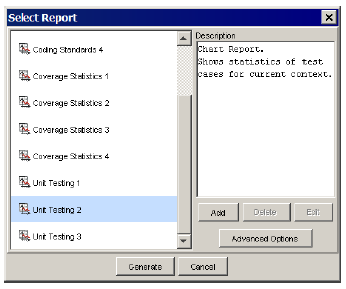 Select Report
Coding Standards 4
Coverage Statistics 1
Coverage Statistics 2
Coverage Statistics 3
Coverage Statistics 4
Unit Testing 1
Unit Testing 2
Unit Testing 3
Description
Chart Report.
Shows statistics of test
cases for current context.
Add
Delete
Edit
Advanced Options
Generate
Cancel